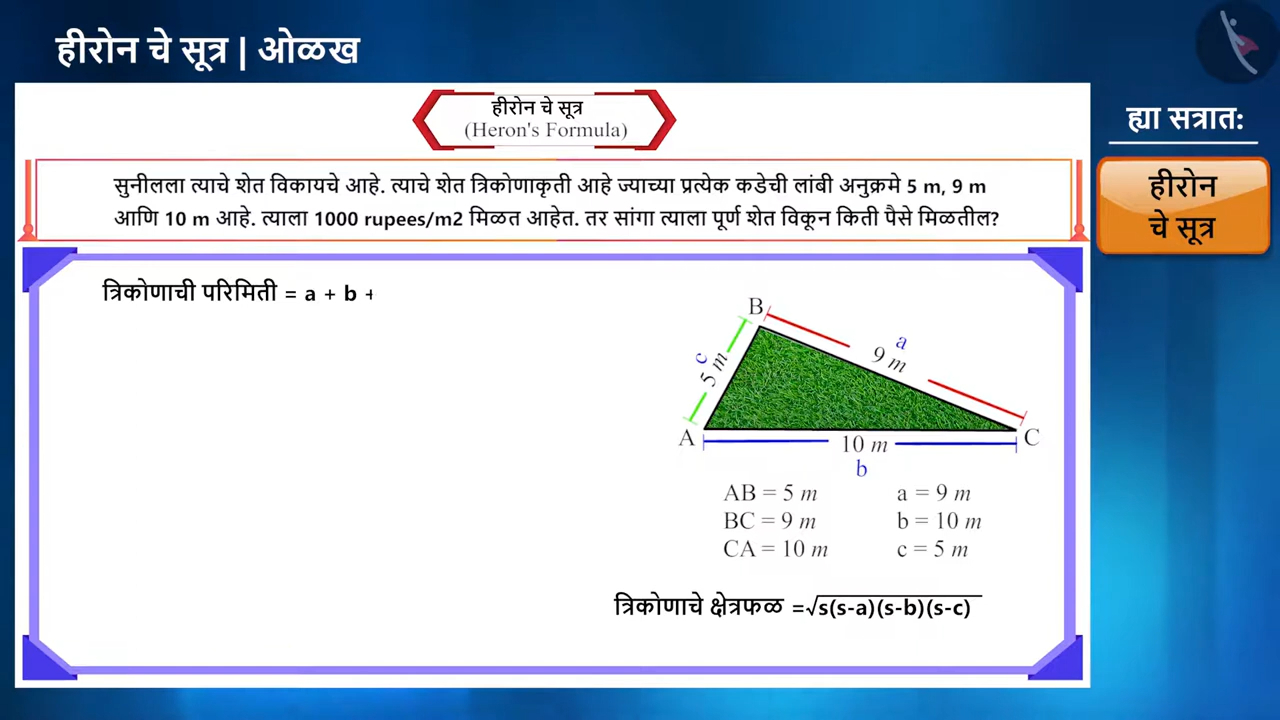 हीरोन चे सूत्र | ओळख
हीरोन चे सूत्र
(Heron's Formula)
ह्या सत्रात:
हीरोन
चे सूत्र
सुनीलला त्याचे शेत विकायचे आहे. त्याचे शेत त्रिकोणाकृती आहे ज्याच्या प्रत्येक कडेची लांबी अनुक्रमे 5 m, 9 m
आणि 10 m आहे. त्याला 1000 rupees/m2 मिळत आहेत. तर सांगा त्याला पूर्ण शेत विकून किती पैसे मिळतील?
त्रिकोणाची परिमिती = a + b +
B
a
9 m
c
5 m
A
10 m
C
b
AB = 5 m a = 9 m
BC = 9 m b = 10 m
CA = 10 m c = 5 m
त्रिकोणाचे क्षेत्रफळ =√s(s-a)(s-b)(s-c)